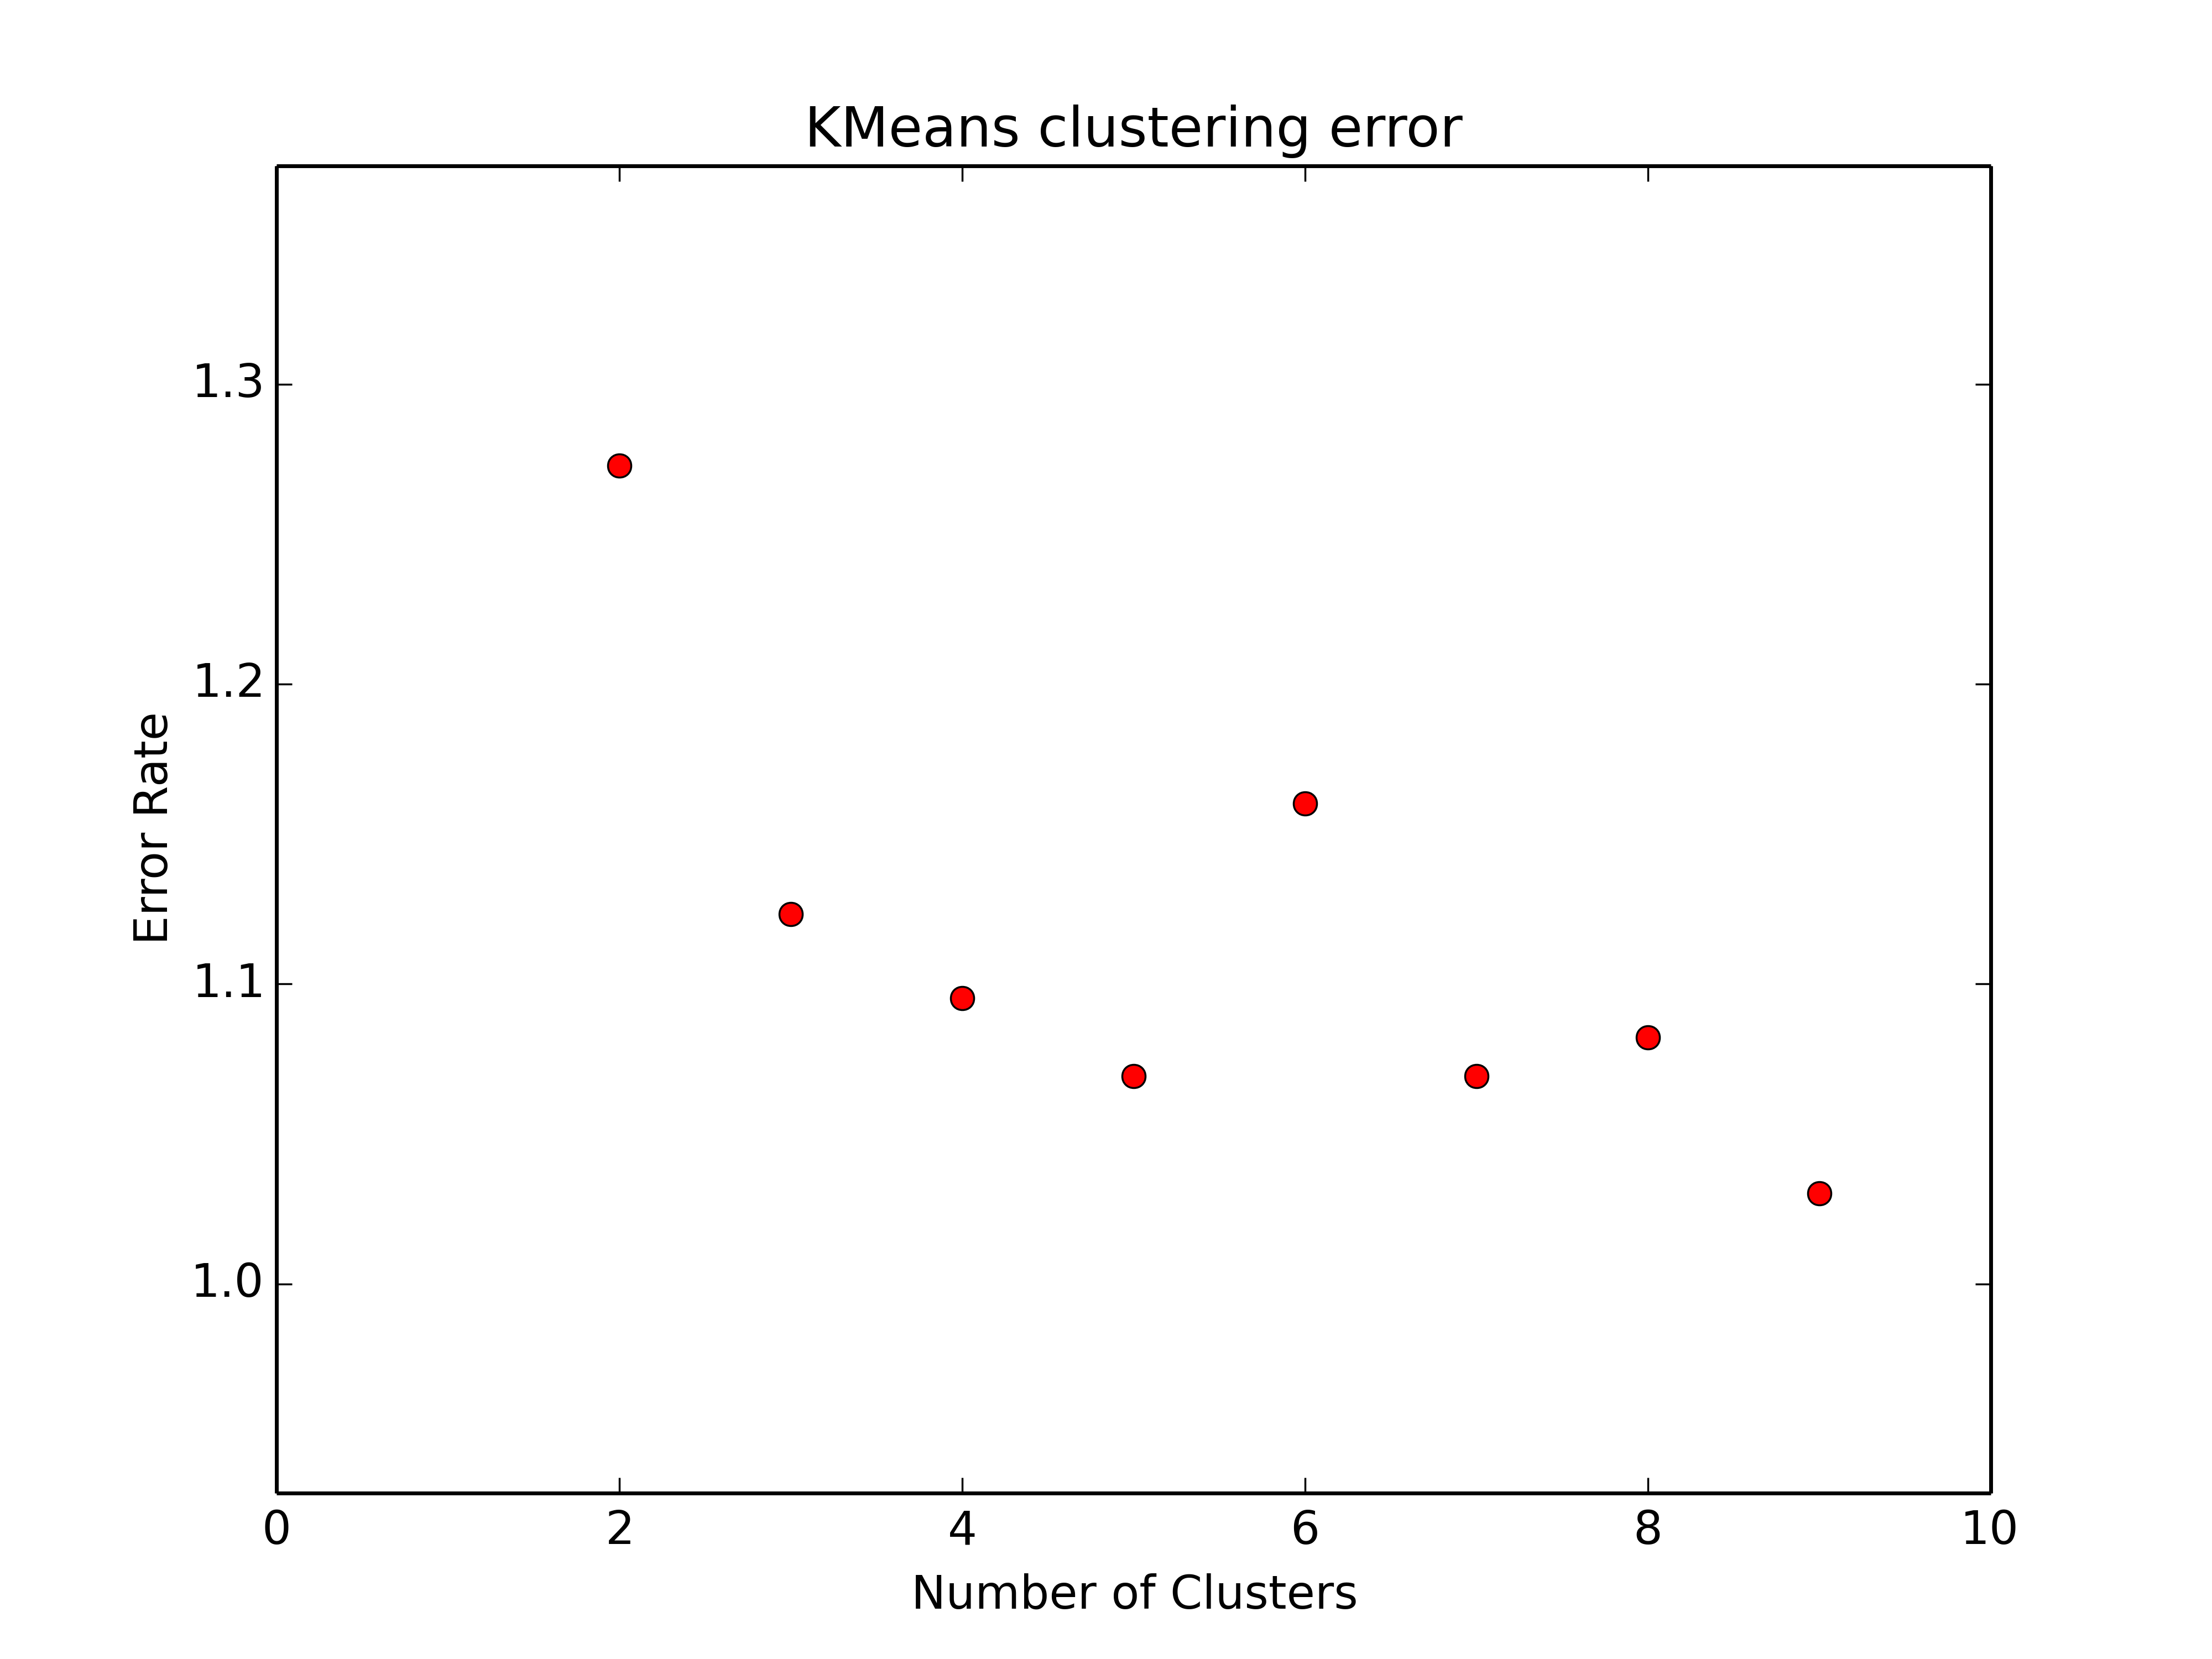 KMeans clustering error
1.3
1.2
1.1
1.0
Error Rate
0 2 4 6 8 10
Number of Clusters